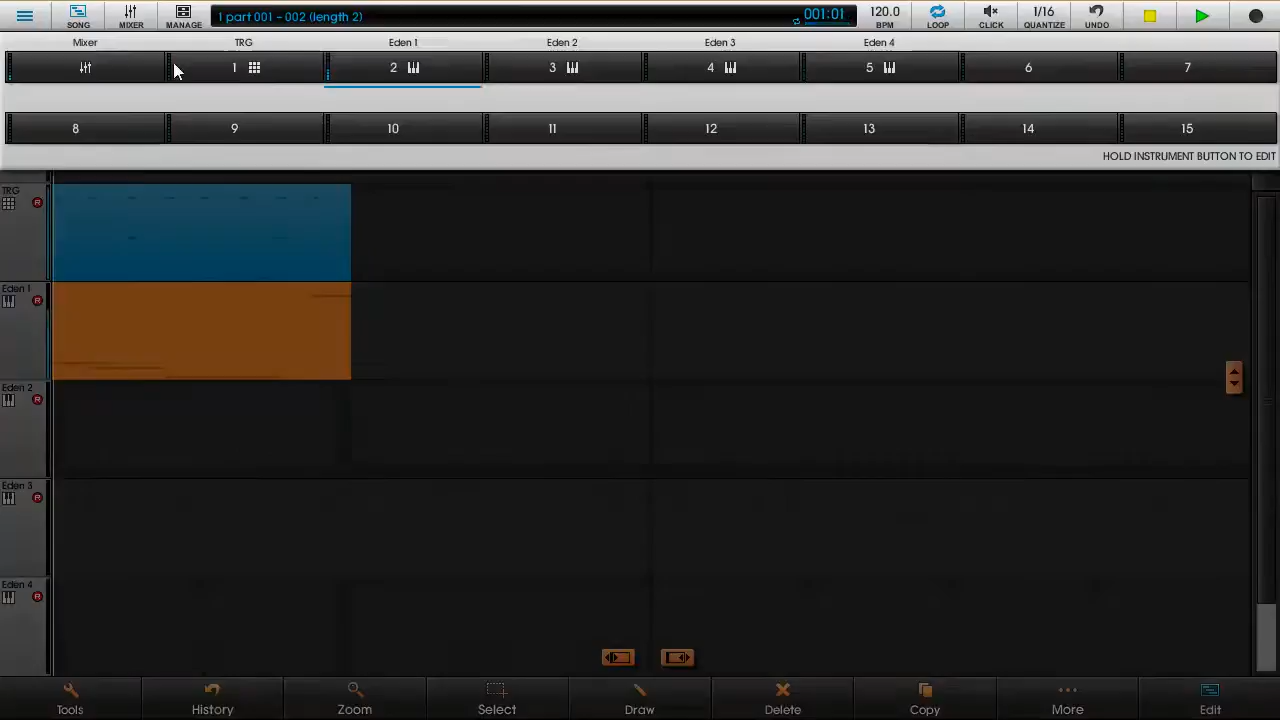 SONG
MIXER
MANAGE
1 part 001 - 002 (length 2)
001:01
120.0
BPM
LOOP
CLICK
1/16
QUANTIZE
UNDO
Mixer
TRG
Eden 1
Eden 2
Eden 3
Eden 4
1
2
3
4
5
6
7
8
9
10
11
12
13
14
15
HOLD INSTRUMENT BUTTON TO EDIT
TRG
R
Eden 1
R
Eden 2
R
Eden 3
R
Eden 4
R
Tools
History
Zoom
Select
Draw
Delete
Copy
More
Edit